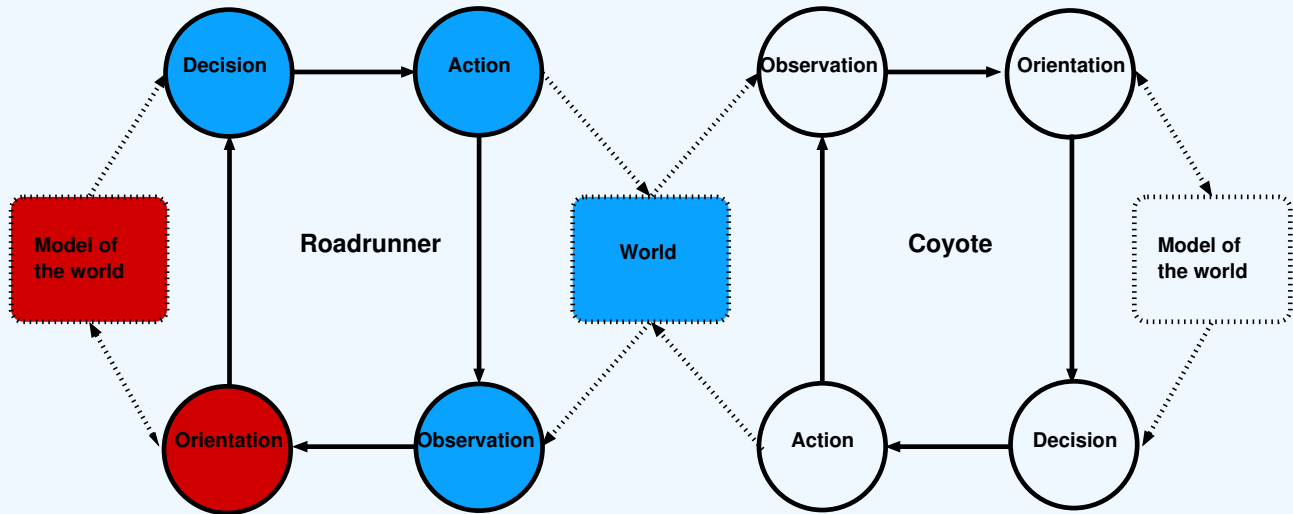 Decision
Action
Observation
Orientation
Model of
the world
Roadrunner
World
Coyote
Model of
the world
Orientation
Observation
Action
Decision